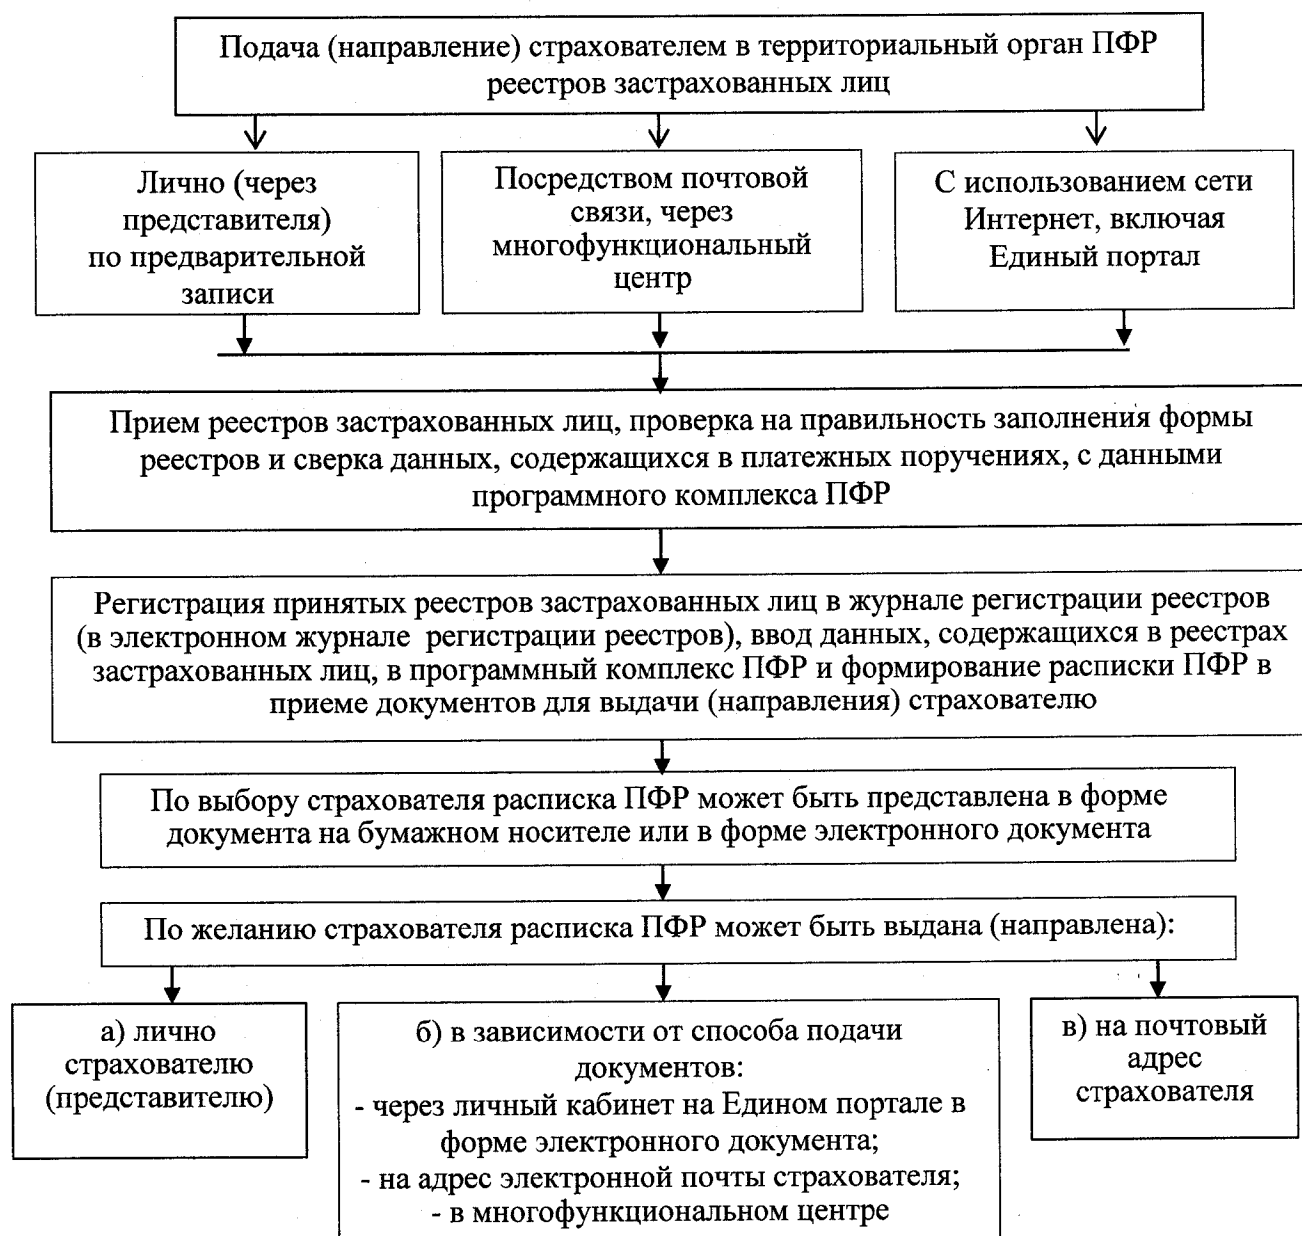 Подача (направление) страхователем в территориальный орган ПФР
реестров застрахованных лиц
Лично (через
представителя)
по предварительной
записи
Посредством почтовой
связи, через
многофункциональный
центр
С использованием сети
Интернет, включая
Единый портал
Прием реестров застрахованных лиц, проверка на правильность заполнения формы
реестров и сверка данных, содержащихся в платежных поручениях, с данными
программного комплекса ПФР
Регистрация принятых реестров застрахованных лиц в журнале регистрации реестров
(в электронном журнале регистрации реестров), ввод данных, содержащихся в реестрах
застрахованных лиц, в программный комплекс ПФР и формирование расписки ПФР в
приеме документов для выдачи (направления) страхователю
По выбору страхователя расписка ПФР может быть представлена в форме
документа на бумажном носителе или в форме электронного документа
По желанию страхователя расписка ПФР может быть выдана (направлена):
а) лично
страхователю
(представителю)
б) в зависимости от способа подачи
документов:
- через личный кабинет на Едином портале в
форме электронного документа;
- на адрес электронной почты страхователя;
- в многофункциональном центре
в) на почтовый
адрес
страхователя